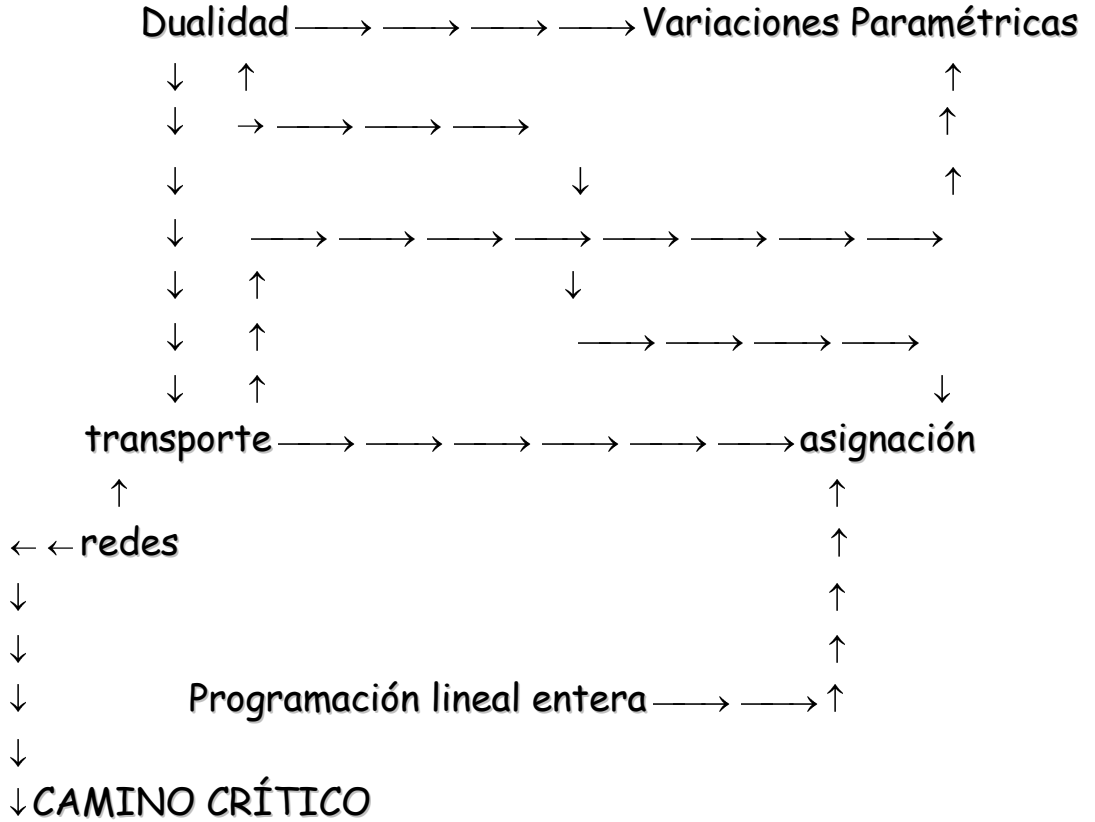 Dualidad → → → → Variaciones Paramétricas
↓ ↑ ↑
↓ → → → → ↑
↓ ↓ ↑
↓ → → → → → → → →
↓ ↑ ↓
↓ ↑ → → → →
↓ ↑ ↓
transporte → → → → → → asignación
↑ ↑
← ← redes ↑
↓ ↑
↓ ↑
↓ Programación lineal entera → → ↑
↓
↓ CAMINO CRÍTICO